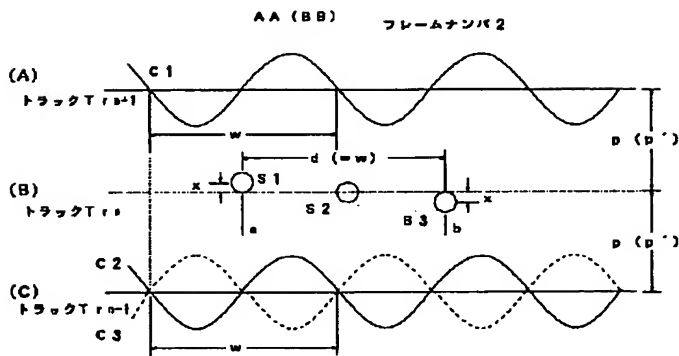 AA (BB)
フレームナンバ2
(A)
C1
トラックTrn-1
w
p (p´)
d (=w)
(B)
x
S1
S2
B3
x
トラックTrn
a
b
p (p´)
C2
(C)
トラックTrn-1
C3
w